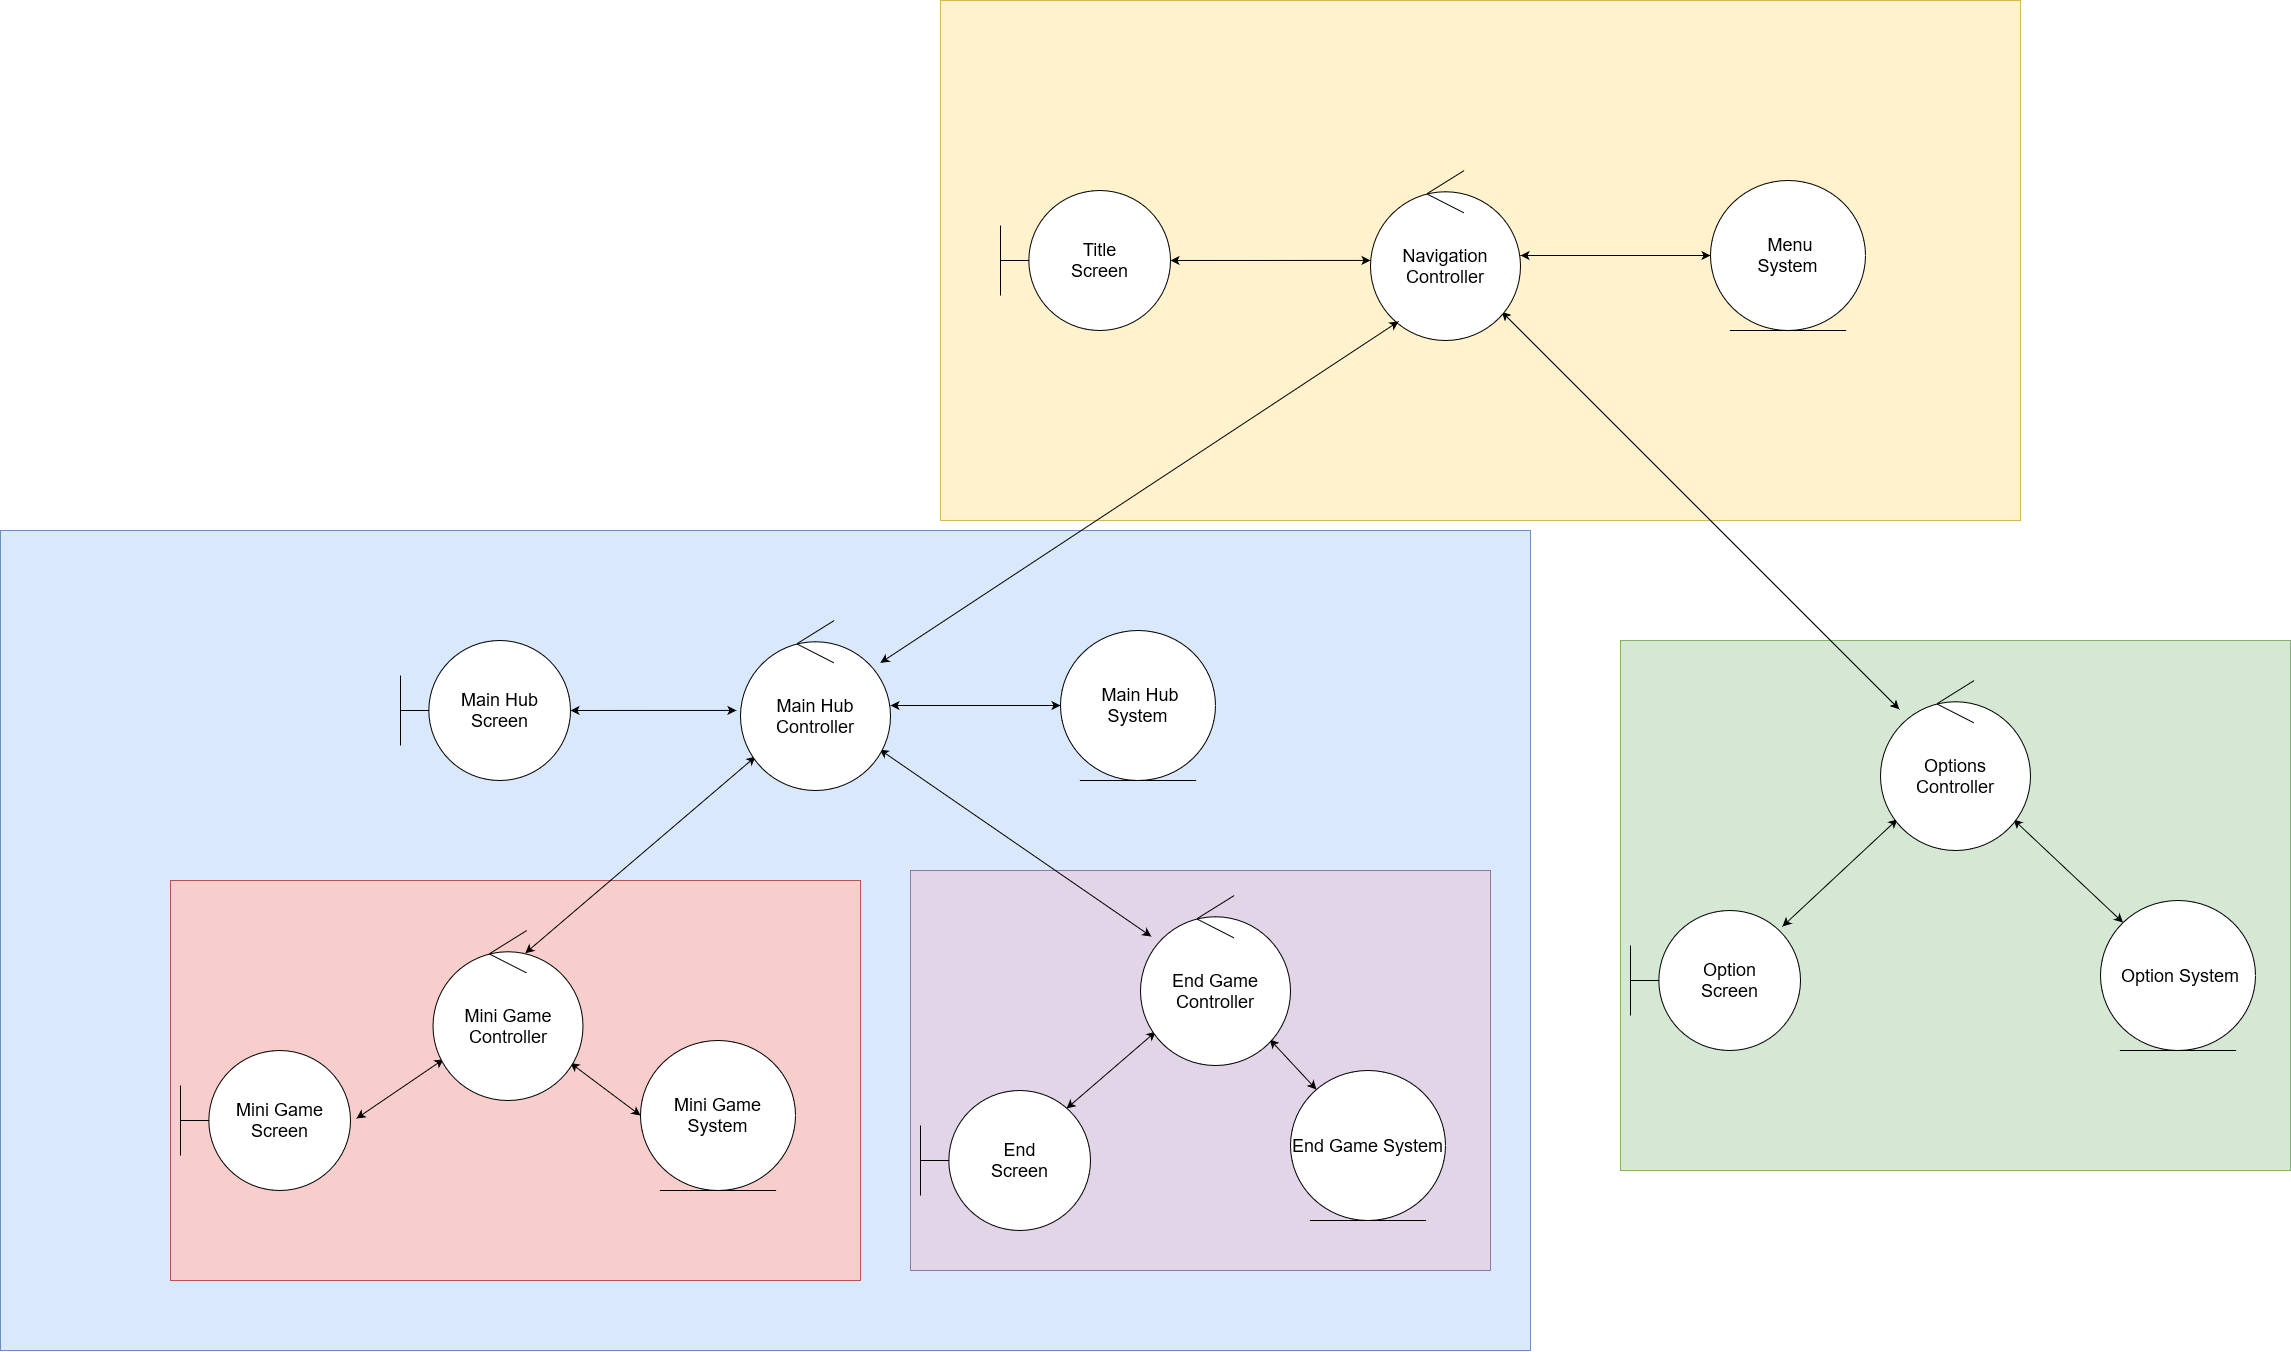 Title
Screen
Navigation
Controller
Menu
System
Main Hub
Screen
Main Hub
Controller
Main Hub
System
Options
Controller
Option
Screen
Option System
Mini Game
Controller
Mini Game
Screen
Mini Game
System
End Game
Controller
End
Screen
End Game System